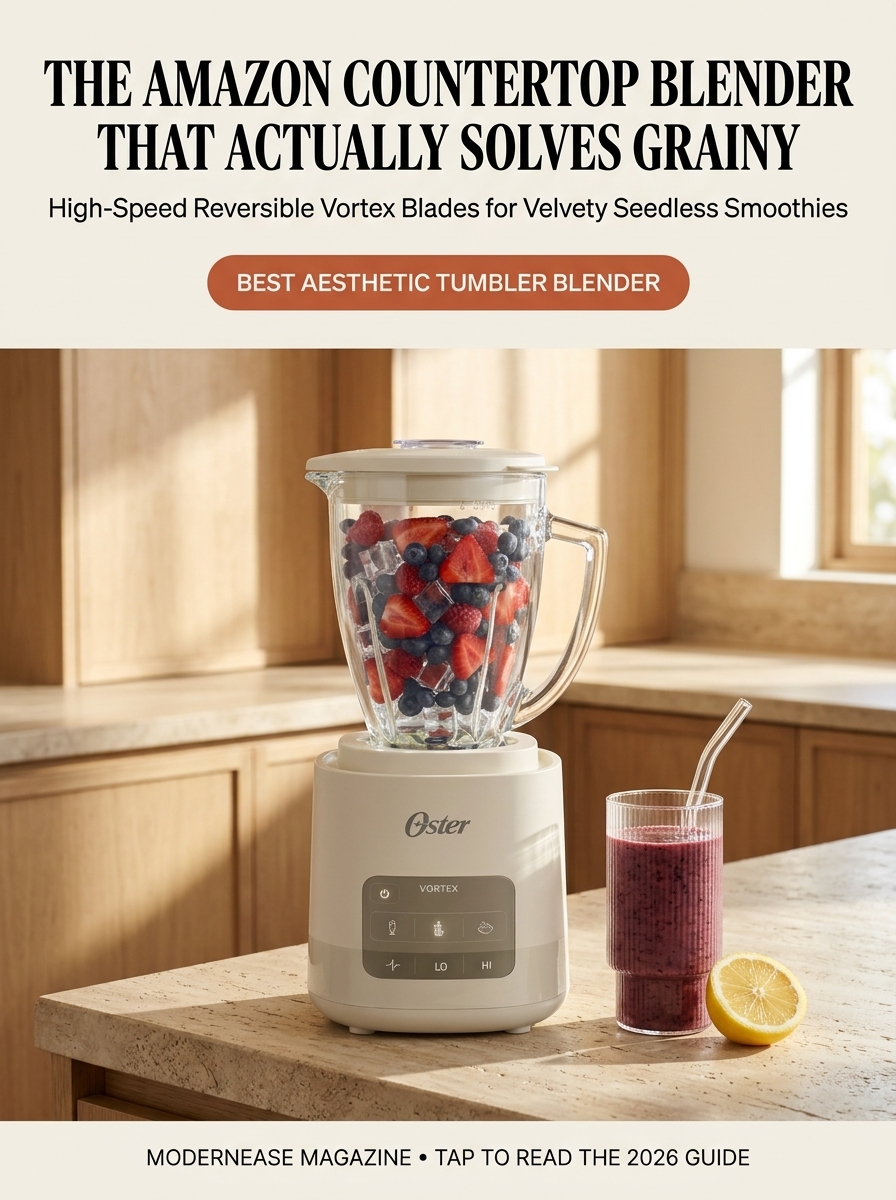 THE AMAZON COUNTERTOP BLENDER
THAT ACTUALLY SOLVES GRAINY
High-Speed Reversible Vortex Blades for Velvety Seedless Smoothies
BEST AESTHETIC TUMBLER BLENDER
Oster
VORTEX
LO HI
MODERNEASE MAGAZINE • TAP TO READ THE 2026 GUIDE